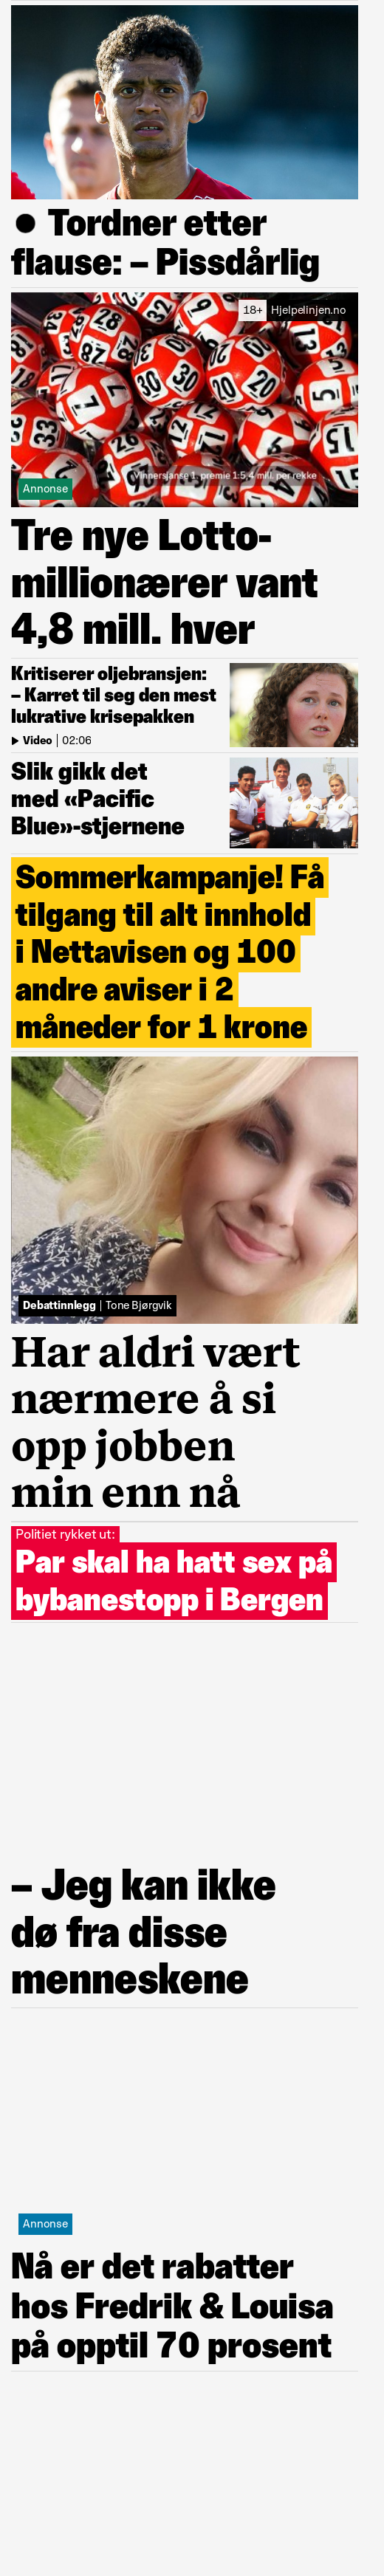 ● Tordner etter
flause: – Pissdårlig
18+ Hjelpelinjen.no
Vinnersjanse 1. premie 1:5,4 mill. per rekke
Annonse
Tre nye Lotto-
millionærer vant
4,8 mill. hver
Kritiserer oljebransjen:
– Karret til seg den mest
lukrative krisepakken
Video | 02:06
Slik gikk det
med «Pacific
Blue»-stjernene
Sommerkampanje! Få
tilgang til alt innhold
i Nettavisen og 100
andre aviser i 2
måneder for 1 krone
Debattinnlegg | Tone Bjørgvik
Har aldri vært
nærmere å si
opp jobben
min enn nå
Politiet rykket ut:
Par skal ha hatt sex på
bybanestopp i Bergen
– Jeg kan ikke
dø fra disse
menneskene
Annonse
Nå er det rabatter
hos Fredrik & Louisa
på opptil 70 prosent